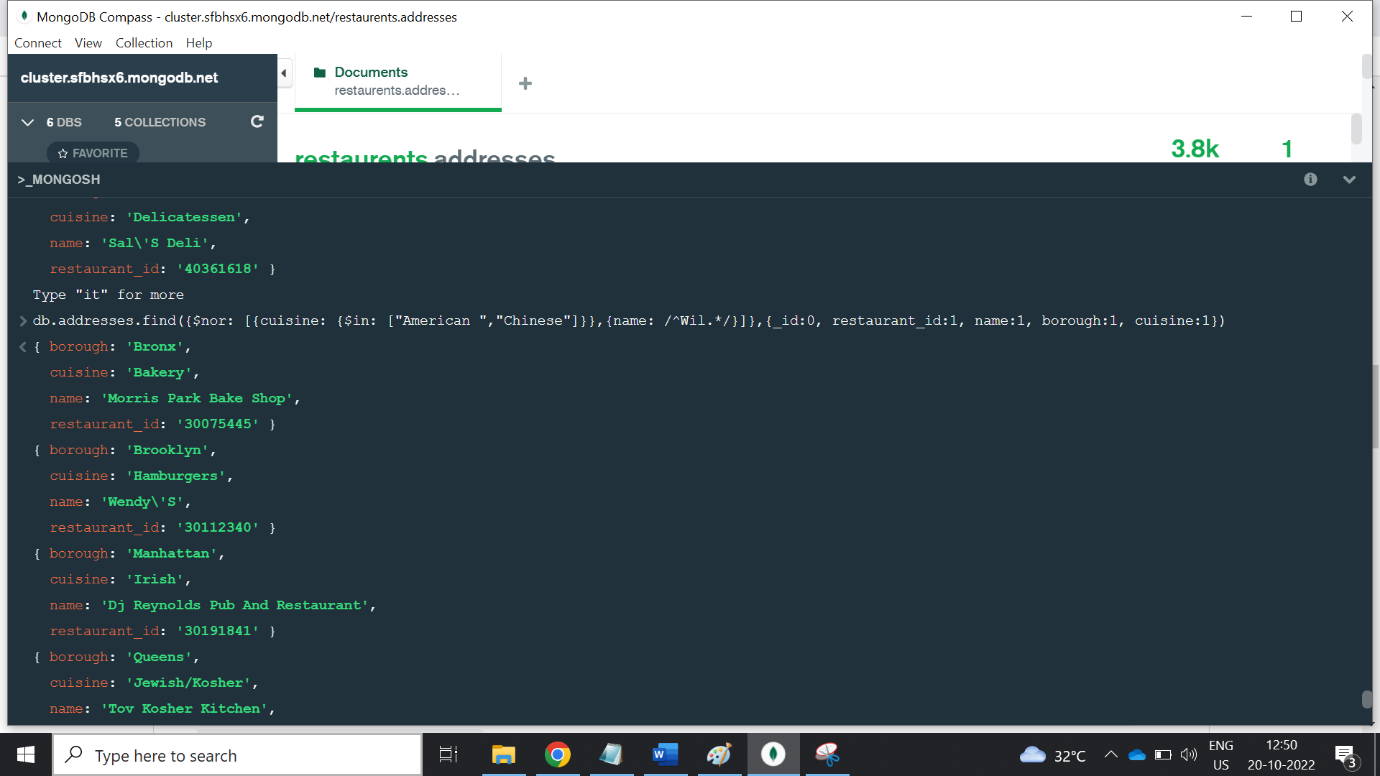 MongoDB Compass - cluster.sfbhsx6.mongodb.net/restaurents.addresses
Connect View Collection Help
cluster.sfbhsx6.mongodb.net
Documents
restaurents.addres...
6 DBS 5 COLLECTIONS
FAVORITE
restaurents.addresses
3.8k 1
>_MONGOSH
cuisine: 'Delicatessen',
name: 'Sal\'S Deli',
restaurant_id: '40361618' }
Type "it" for more
> db.addresses.find({$nor: [{cuisine: {$in: ["American ","Chinese"]}},{name: /^Wil.*/}]},{_id:0, restaurant_id:1, name:1, borough:1, cuisine:1})
< { borough: 'Bronx',
cuisine: 'Bakery',
name: 'Morris Park Bake Shop',
restaurant_id: '30075445' }
{ borough: 'Brooklyn',
cuisine: 'Hamburgers',
name: 'Wendy\'S',
restaurant_id: '30112340' }
{ borough: 'Manhattan',
cuisine: 'Irish',
name: 'Dj Reynolds Pub And Restaurant',
restaurant_id: '30191841' }
{ borough: 'Queens',
cuisine: 'Jewish/Kosher',
name: 'Tov Kosher Kitchen',
Type here to search
32°C
ENG
US
12:50
20-10-2022
3